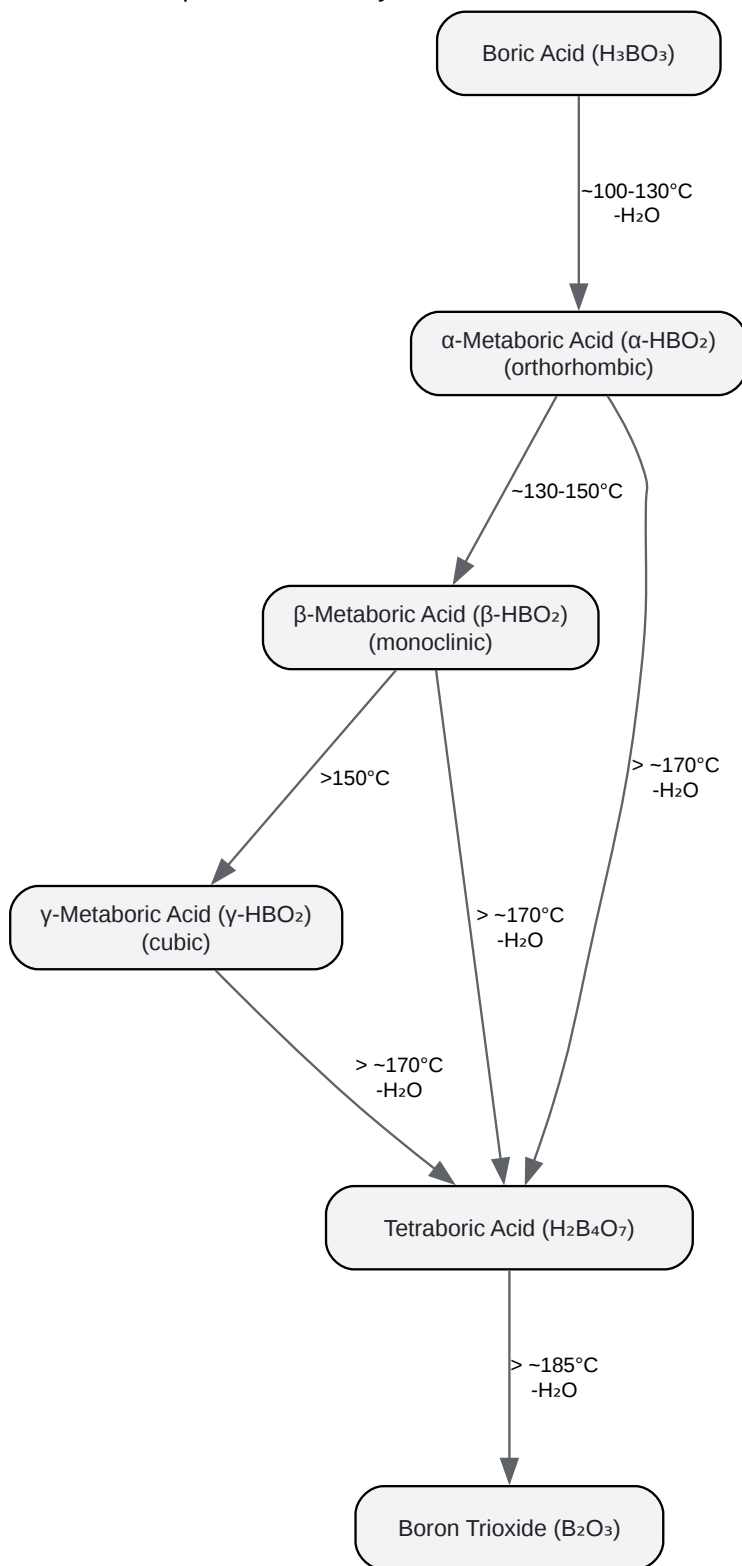 Boric Acid (H₃BO₃)
~100-130°C
-H₂O
α-Metaboric Acid (α-HBO₂)
(orthorhombic)
~130-150°C
β-Metaboric Acid (β-HBO₂)
(monoclinic)
>150°C
> ~170°C
-H₂O
γ-Metaboric Acid (γ-HBO₂)
(cubic)
> ~170°C
-H₂O
> ~170°C
-H₂O
Tetraboric Acid (H₂B₄O₇)
> ~185°C
-H₂O
Boron Trioxide (B₂O₃)